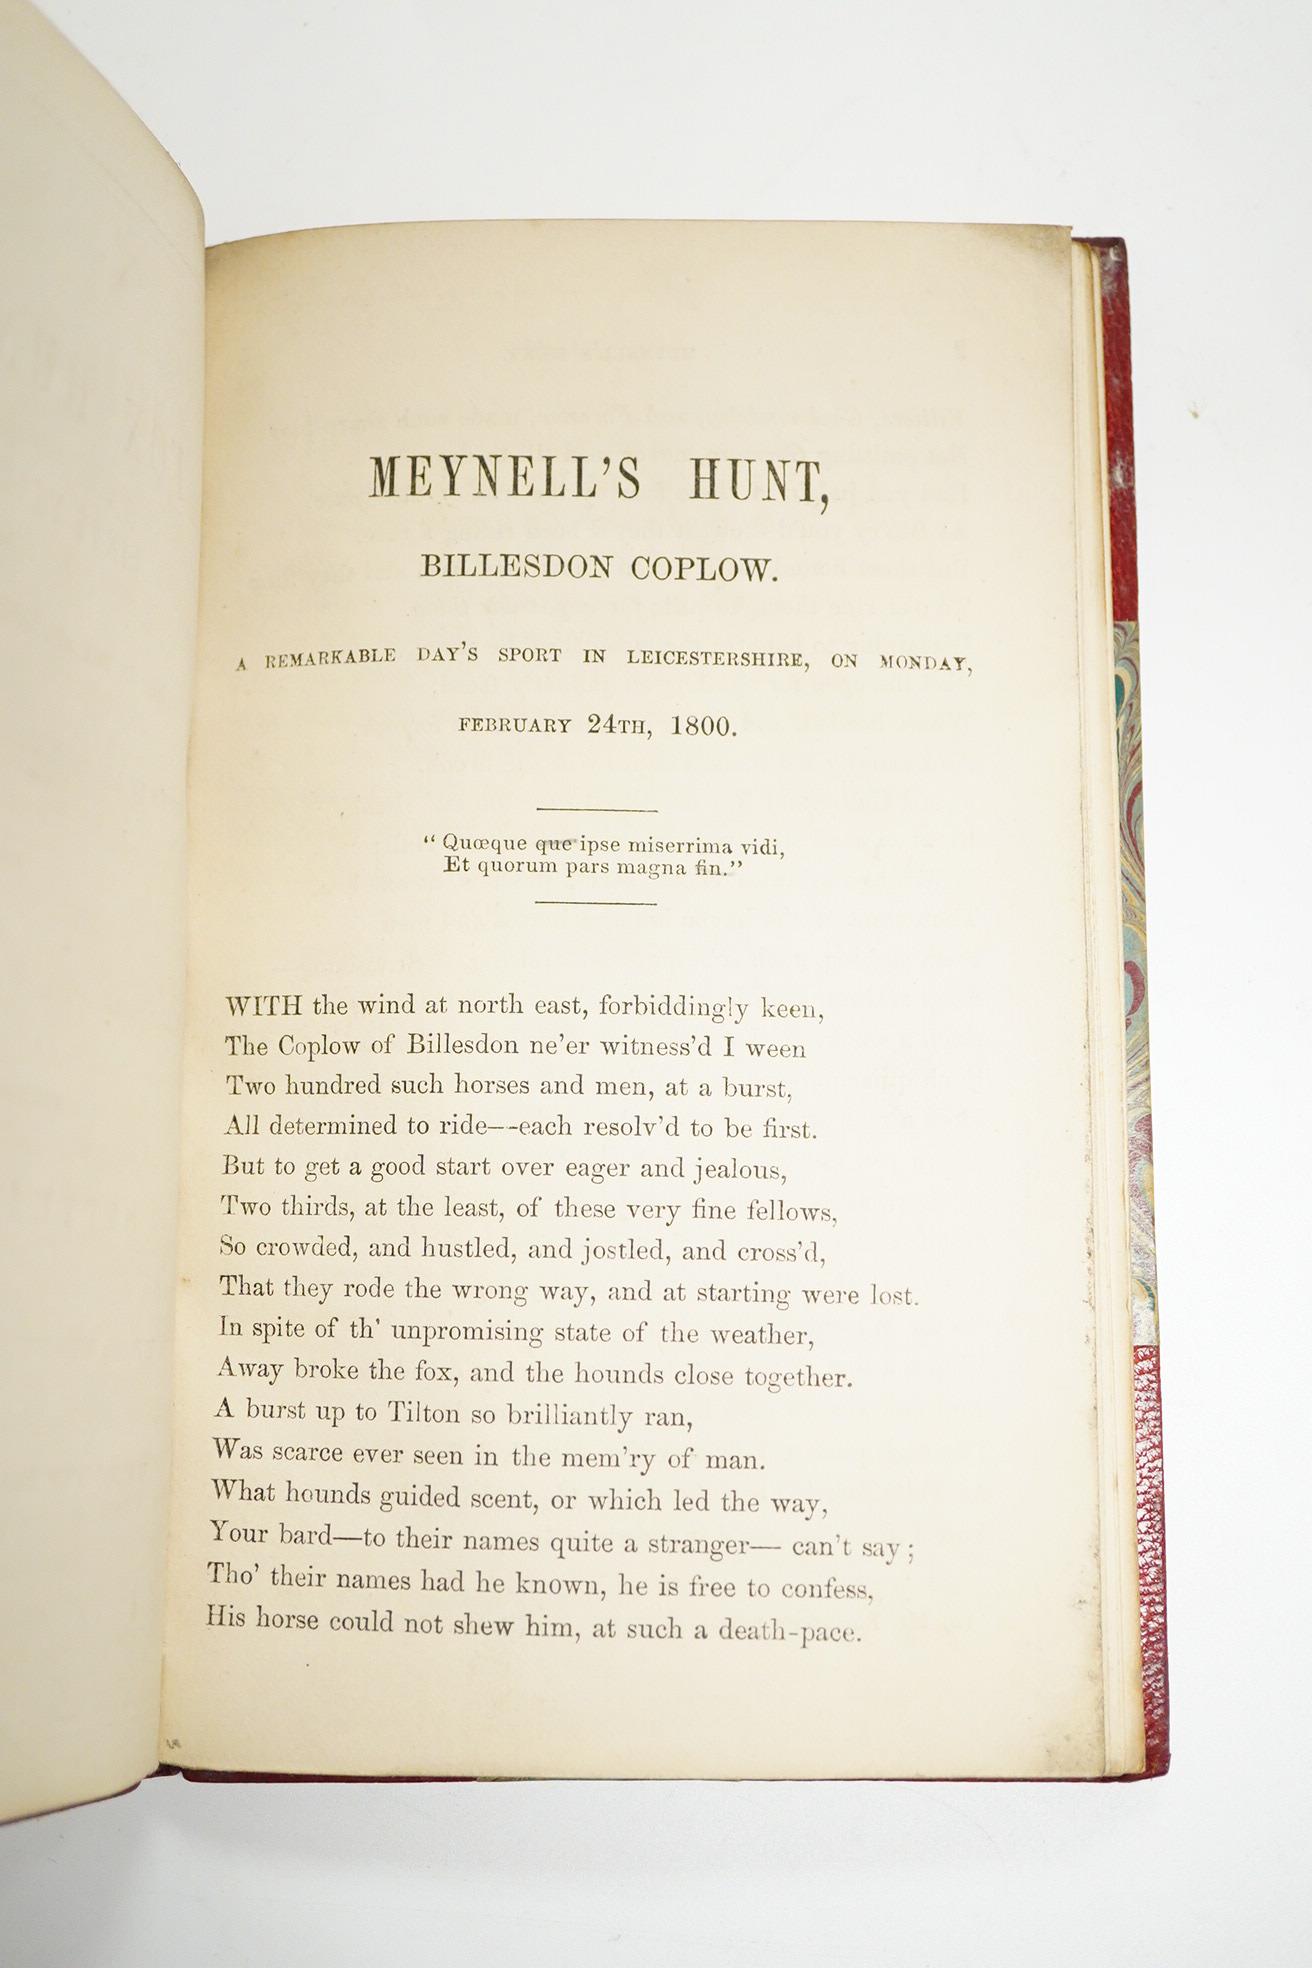 MEYNELL'S HUNT,
BILLESDON COPLOW.
A REMARKABLE DAY'S SPORT IN LEICESTERSHIRE, ON MONDAY,
FEBRUARY 24TH, 1800.
“ Quœque que ipse miserrima vidi,
Et quorum pars magna fin.”
WITH the wind at north east, forbiddingly keen,
The Coplow of Billesdon ne'er witness'd I ween
Two hundred such horses and men, at a burst,
All determined to ride—-each resolv'd to be first.
But to get a good start over eager and jealous,
Two thirds, at the least, of these very fine fellows,
So crowded, and hustled, and jostled, and cross'd,
That they rode the wrong way, and at starting were lost.
In spite of th' unpromising state of the weather,
Away broke the fox, and the hounds close together.
A burst up to Tilton so brilliantly ran,
Was scarce ever seen in the mem'ry of man.
What hounds guided scent, or which led the way,
Your bard—to their names quite a stranger— can't say ;
Tho' their names had he known, he is free to confess,
His horse could not shew him, at such a death-pace.